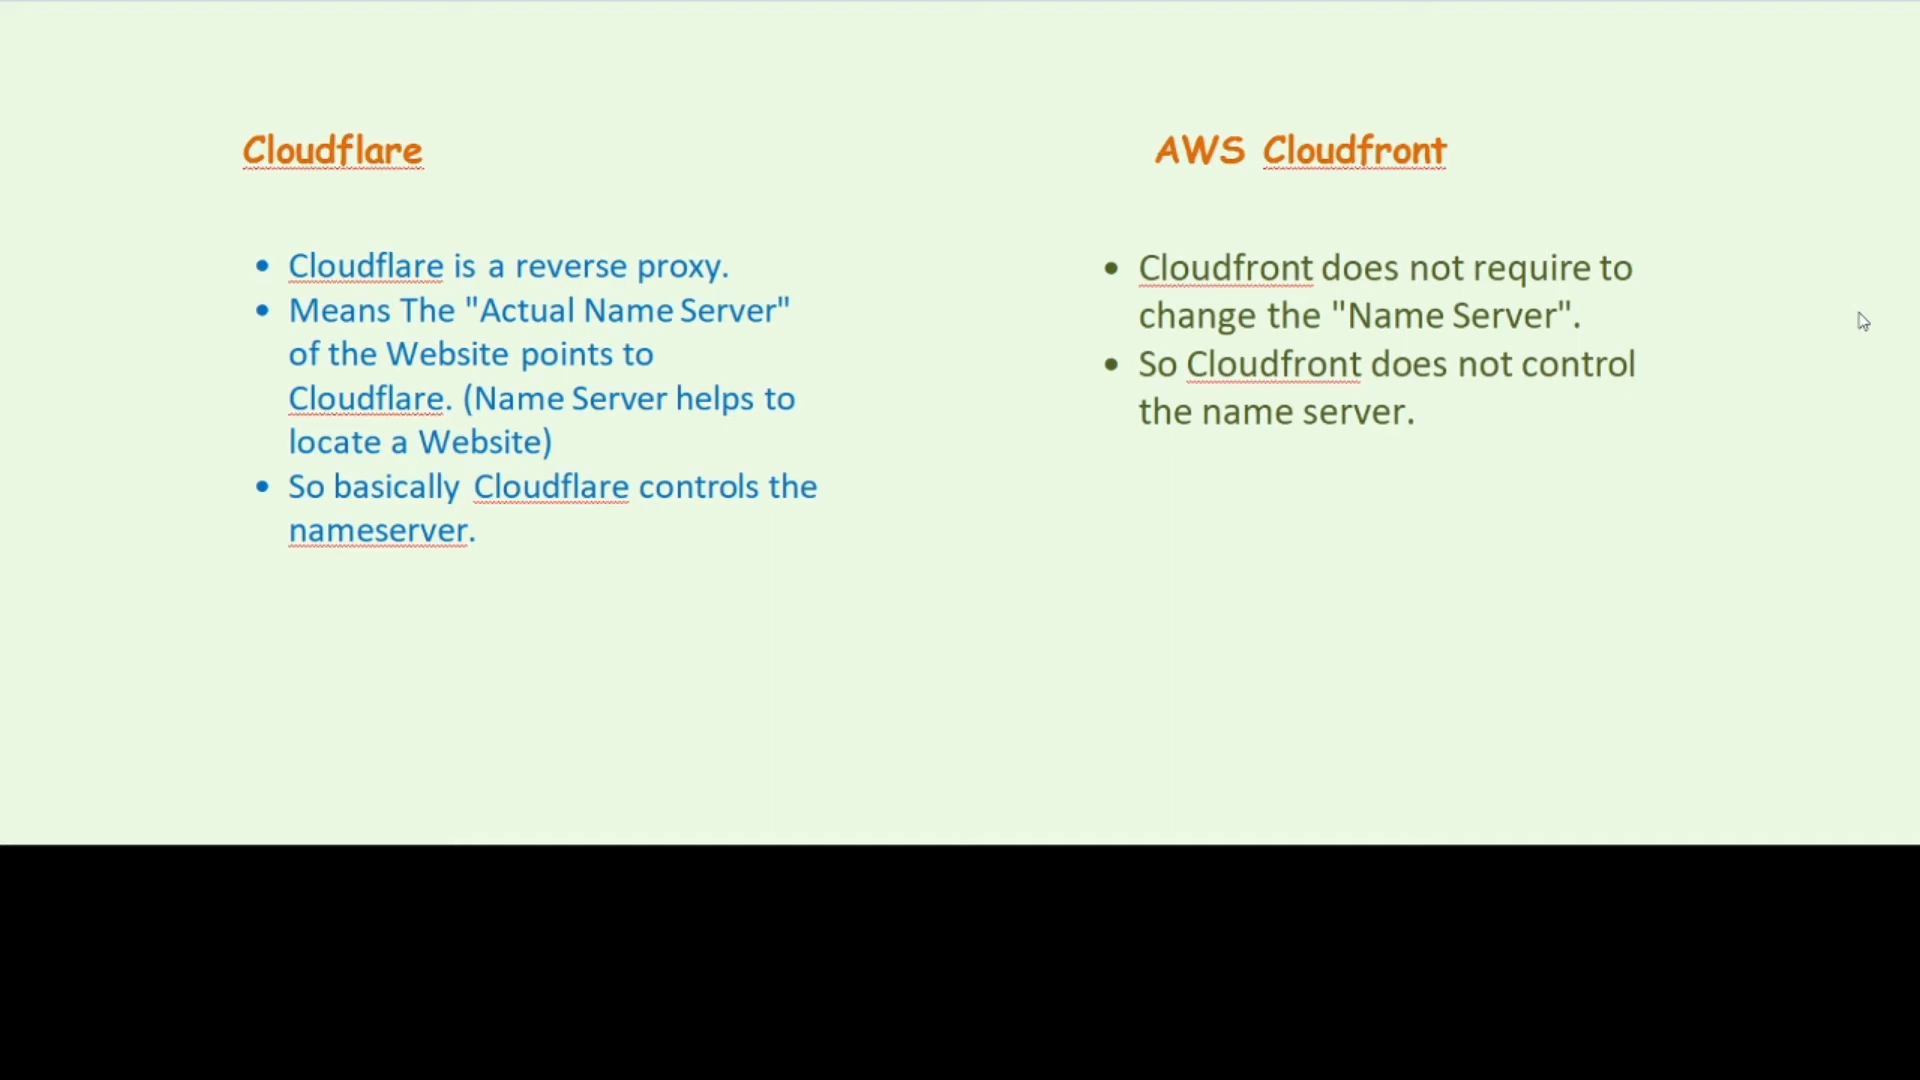 Cloudflare
Cloudflare is a reverse proxy.
Means The "Actual Name Server"
of the Website points to
Cloudflare. (Name Server helps to
locate a Website)
So basically Cloudflare controls the
nameserver.
AWS Cloudfront
Cloudfront does not require to
change the "Name Server".
So Cloudfront does not control
the name server.